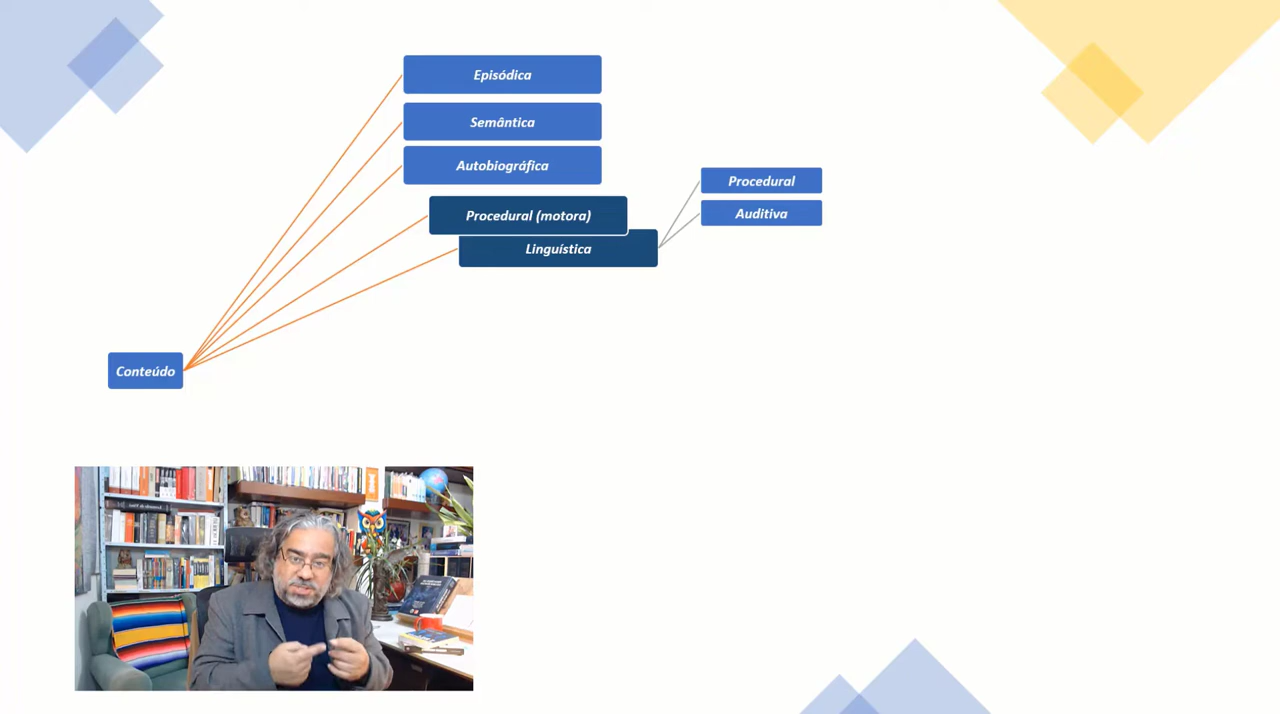 Episódica
Semântica
Autobiográfica
Procedural (motora)
Linguística
Procedural
Auditiva
Conteúdo